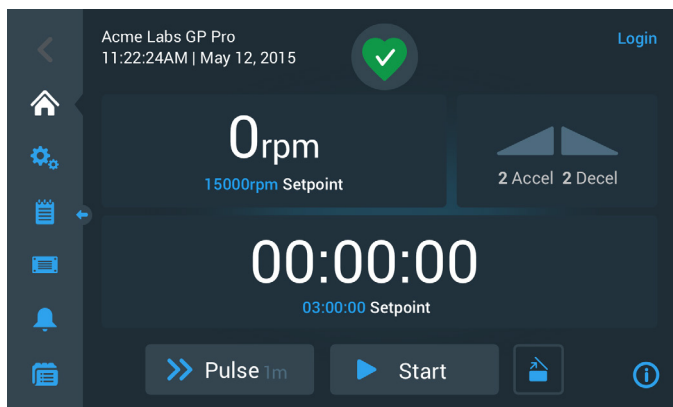 Acme Labs GP Pro
11:22:24AM | May 12, 2015
Login
0rpm
15000rpm Setpoint
2 Accel 2 Decel
00:00:00
03:00:00 Setpoint
Pulse 1m
Start